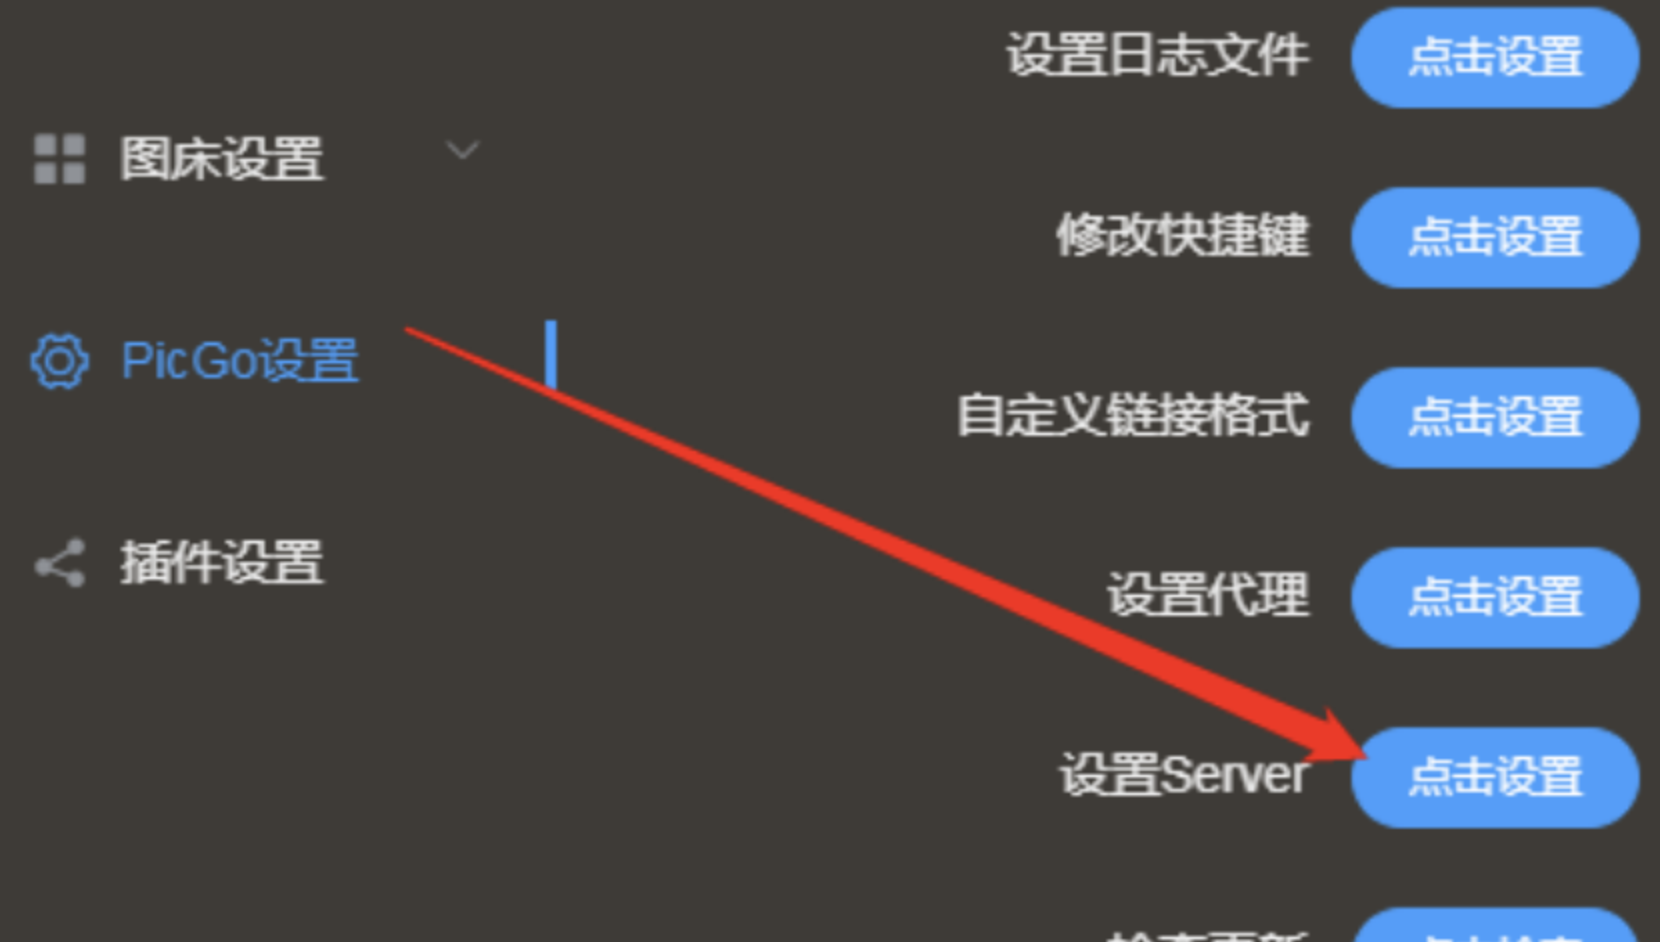 设置日志文件 点击设置
图床设置
修改快捷键 点击设置
PicGo设置
自定义链接格式 点击设置
插件设置
设置代理 点击设置
设置Server 点击设置